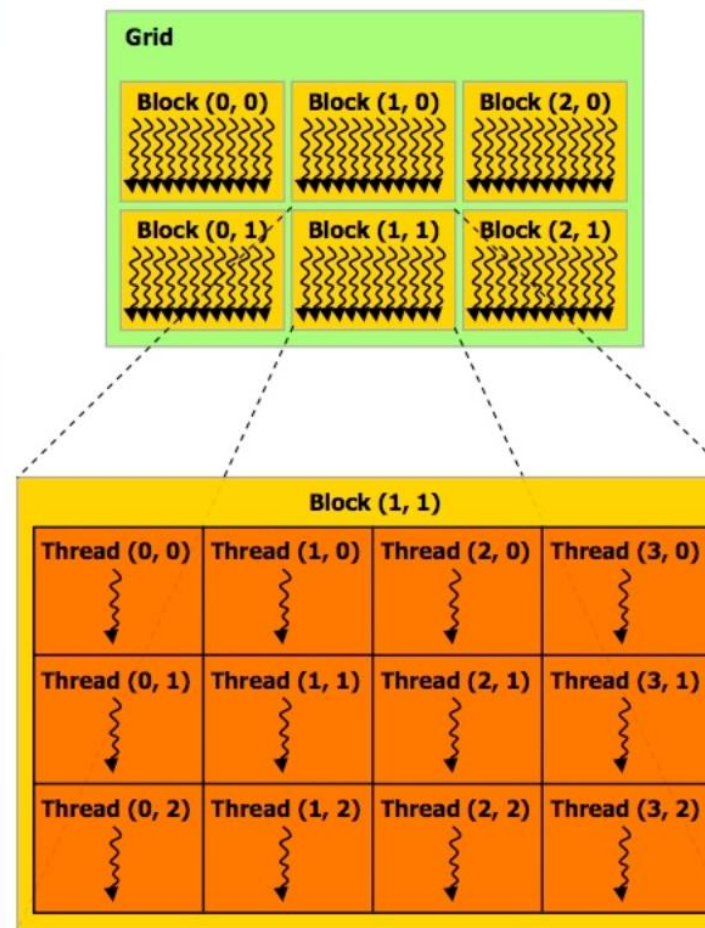 Grid
Block (0, 0) Block (1, 0) Block (2, 0)
Block (0, 1) Block (1, 1) Block (2, 1)
Block (1, 1)
Thread (0, 0) Thread (1, 0) Thread (2, 0) Thread (3, 0)
Thread (0, 1) Thread (1, 1) Thread (2, 1) Thread (3, 1)
Thread (0, 2) Thread (1, 2) Thread (2, 2) Thread (3, 2)